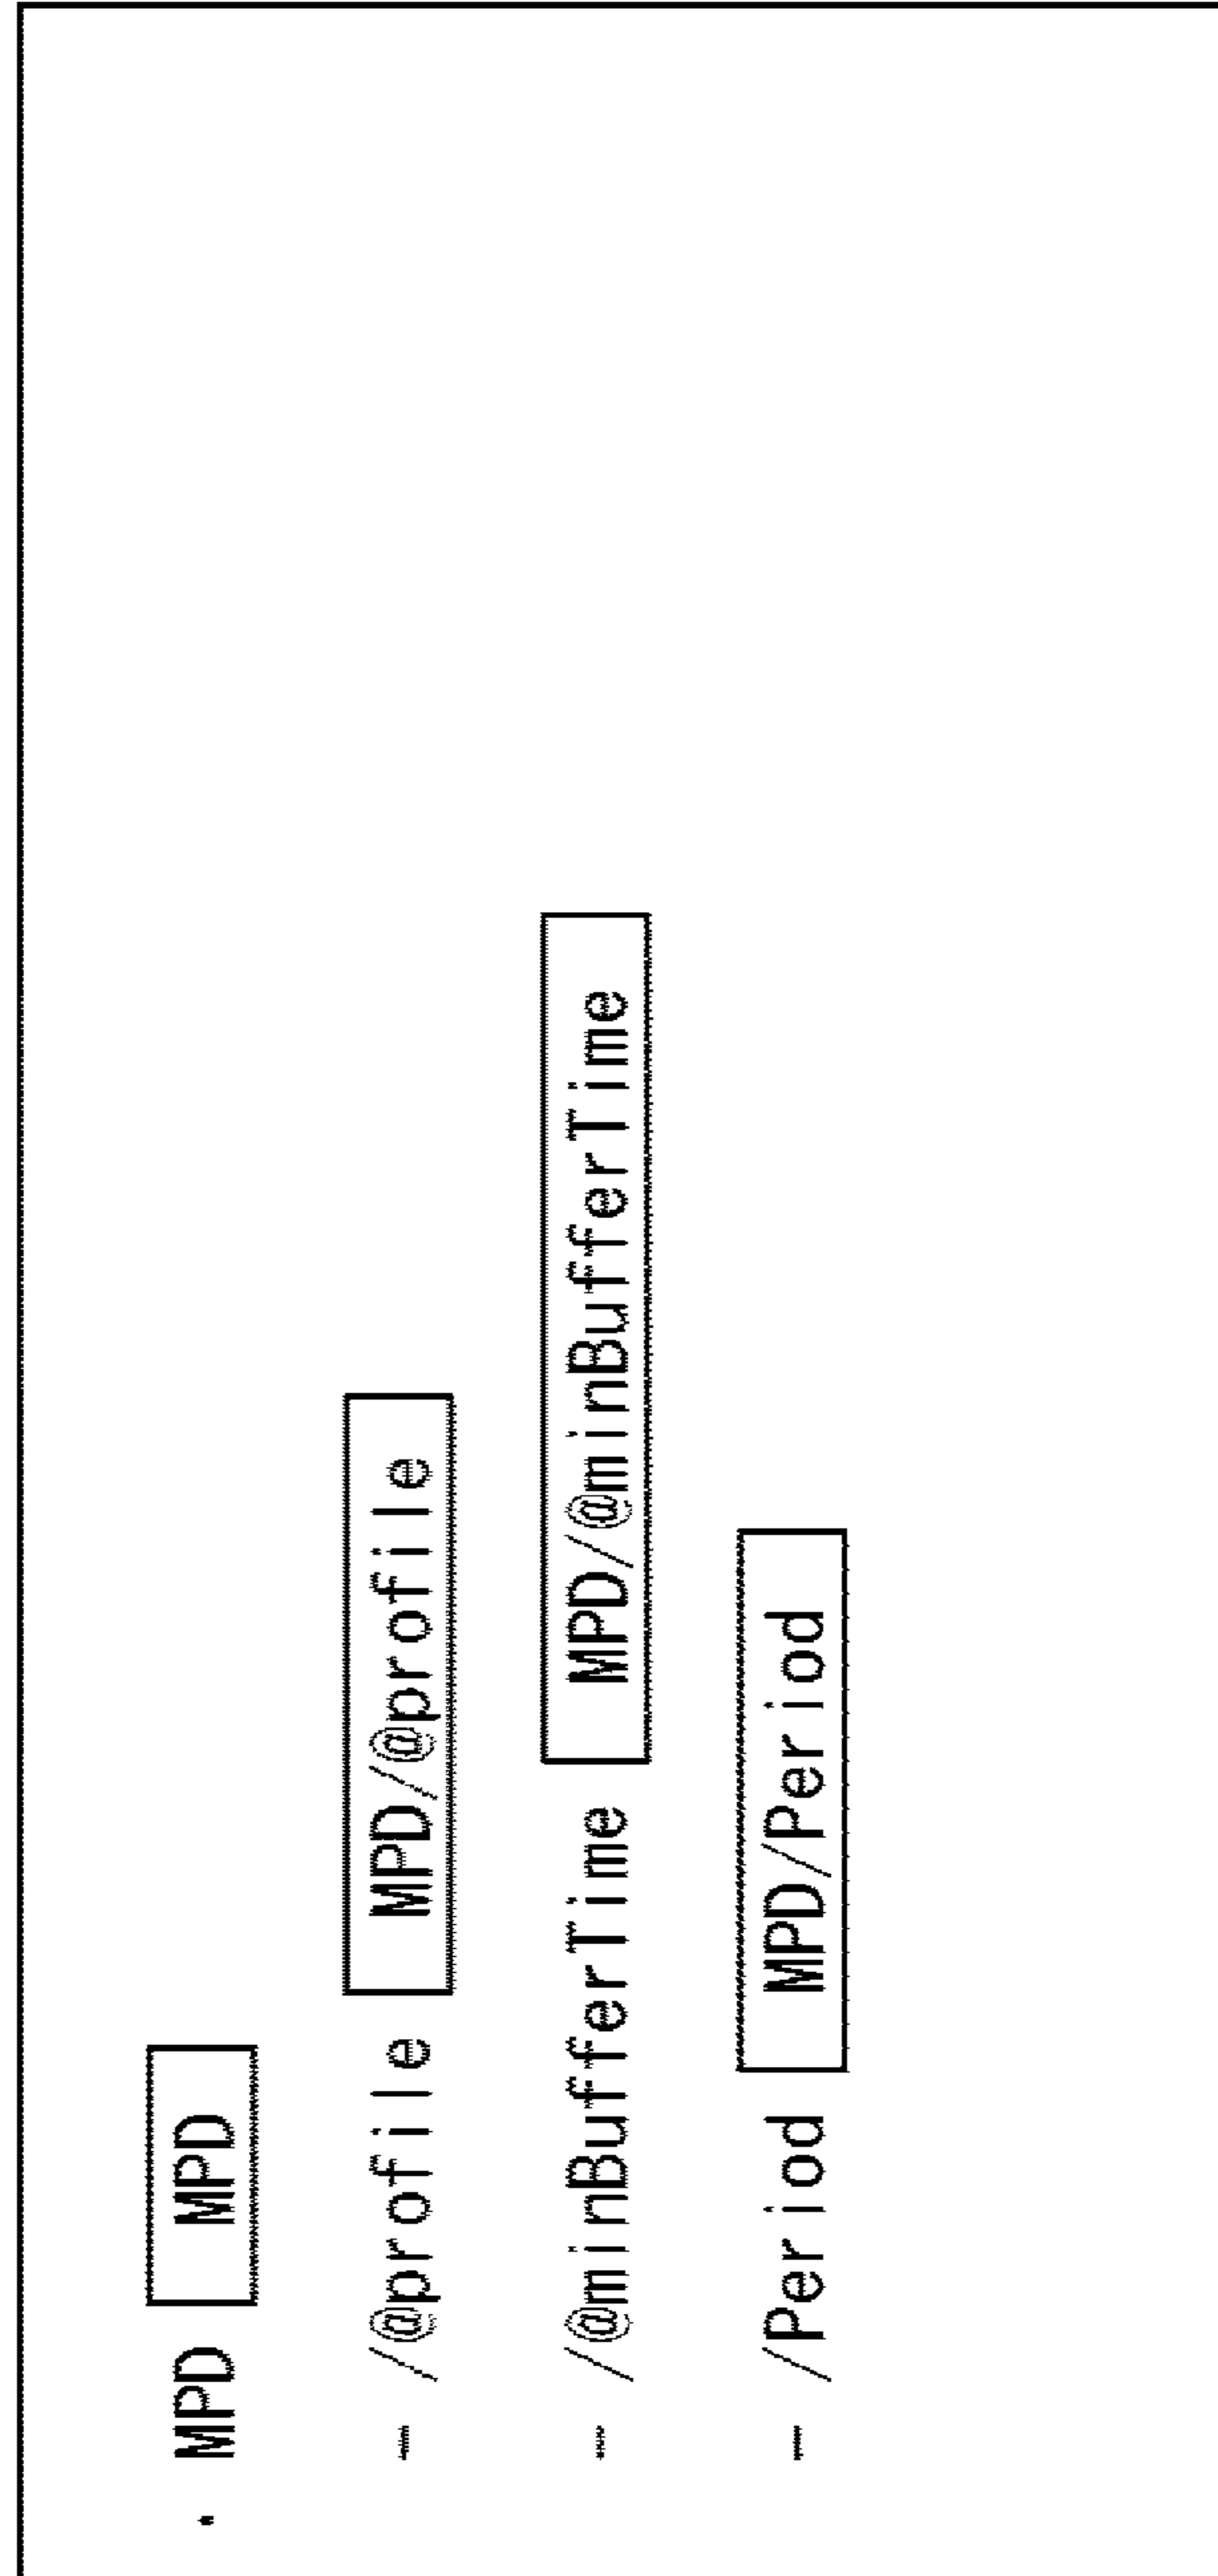 · MPD MPD
– /@profile MPD/@profile
– /@minBufferTime MPD/@minBufferTime
– /Period MPD/Period